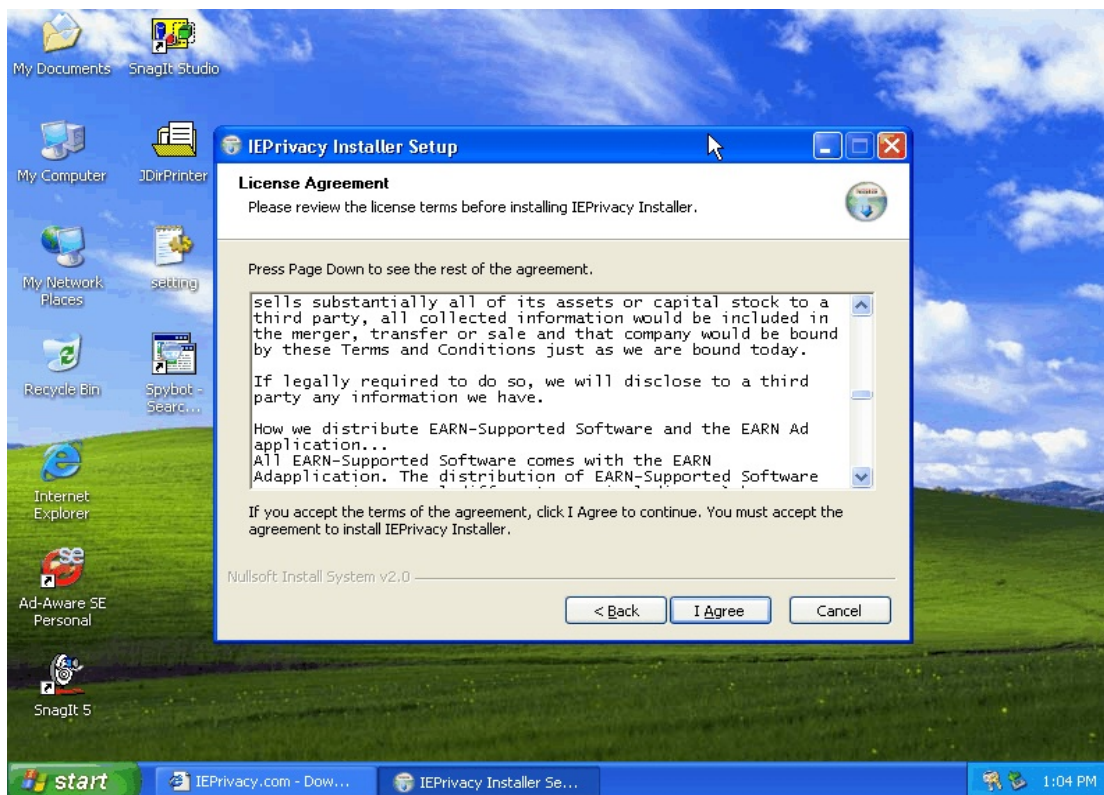 My Documents
SnagIt Studio
My Computer
JDirPrinter
My Network
Places
setting
Recycle Bin
Spybot -
Searc...
Internet
Explorer
Ad-Aware SE
Personal
SnagIt 5
IEPrivacy Installer Setup
License Agreement
Please review the license terms before installing IEPrivacy Installer.
Press Page Down to see the rest of the agreement.
sells substantially all of its assets or capital stock to a
third party, all collected information would be included in
the merger, transfer or sale and that company would be bound
by these Terms and Conditions just as we are bound today.
If legally required to do so, we will disclose to a third
party any information we have.
How we distribute EARN-Supported Software and the EARN Ad
application...
All EARN-Supported Software comes with the EARN
Adapplication. The distribution of EARN-Supported Software
If you accept the terms of the agreement, click I Agree to continue. You must accept the
agreement to install IEPrivacy Installer.
Nullsoft Install System v2.0
< Back
I Agree
Cancel
start
IEPrivacy.com - Dow...
IEPrivacy Installer Se...
1:04 PM